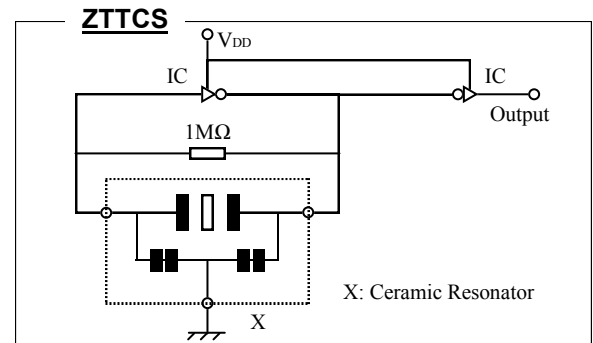 ZTTCS
VDD
IC
IC
Output
1MΩ
X: Ceramic Resonator
X